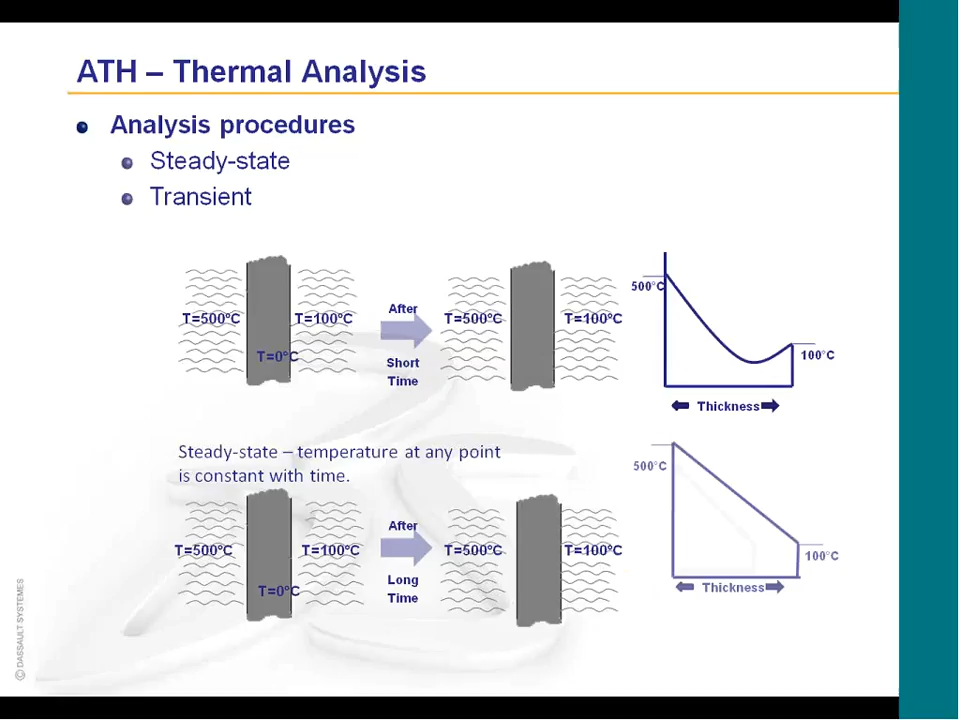 ATH – Thermal Analysis
Analysis procedures
Steady-state
Transient
T=500°C
T=100°C
T=0°C
After
Short
Time
T=500°C
T=100°C
500°C
100°C
Thickness
Steady-state – temperature at any point
is constant with time.
T=500°C
T=100°C
T=0°C
After
Long
Time
T=500°C
T=100°C
500°C
100°C
Thickness
© DASSAULT SYSTEMES